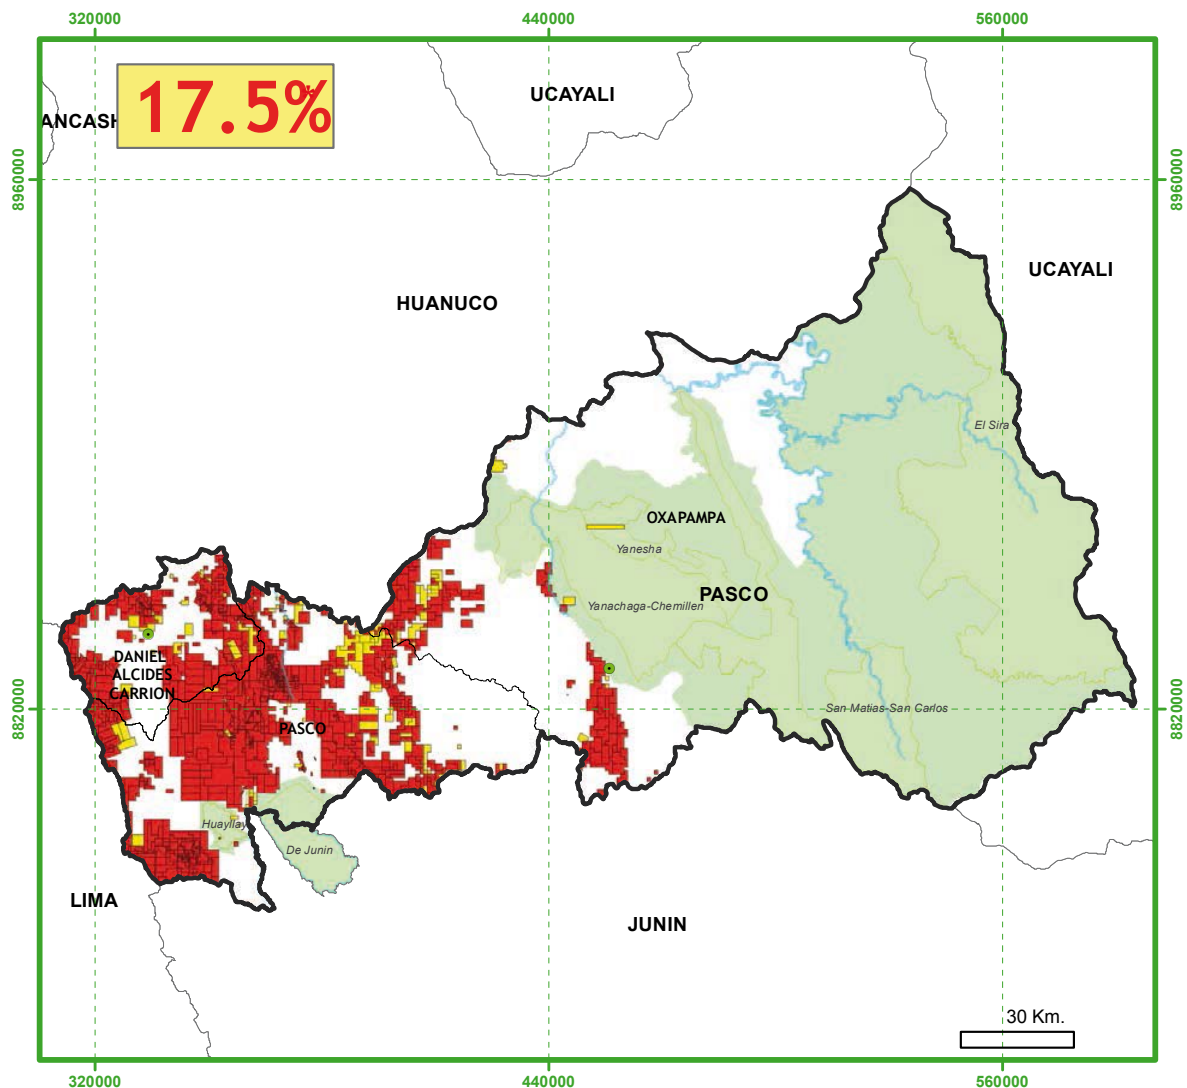 320000
440000
560000
17.5%
UCAYALI
ANCASH
8960000
8960000
UCAYALI
HUANUCO
El Sira
OXAPAMPA
Yanesha
PASCO
Yanachaga-Chemillen
DANIEL
ALCIDES
CARRION
San Matias-San Carlos
8820000
8820000
PASCO
Huayllay
De Junin
LIMA
JUNIN
30 Km.
320000
440000
560000